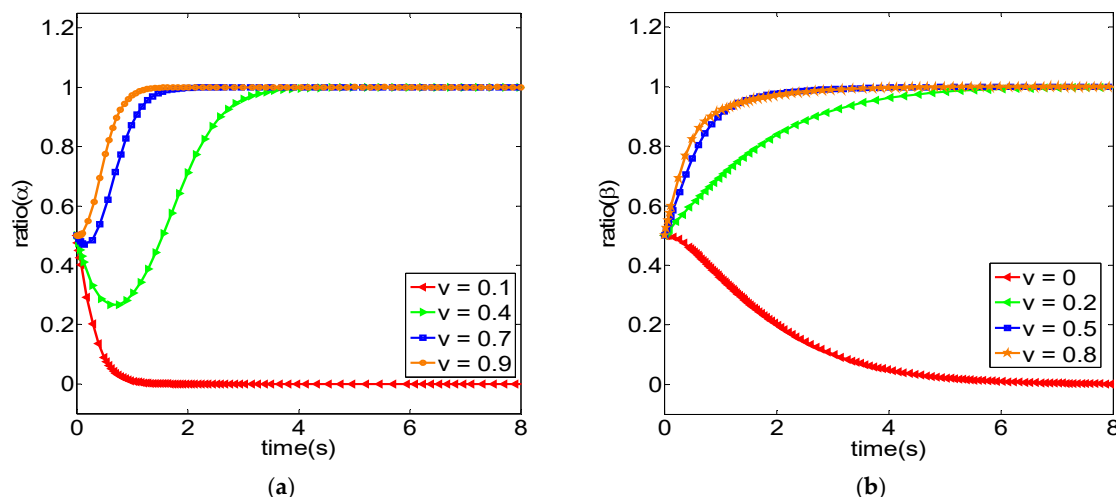 1.2
1
0.8
0.6
0.4
0.2
0
ratio(α)
0 2 4 6 8
time(s)
v = 0.1
v = 0.4
v = 0.7
v = 0.9
(a)
1.2
1
0.8
0.6
0.4
0.2
0
ratio(β)
0 2 4 6 8
time(s)
v = 0
v = 0.2
v = 0.5
v = 0.8
(b)